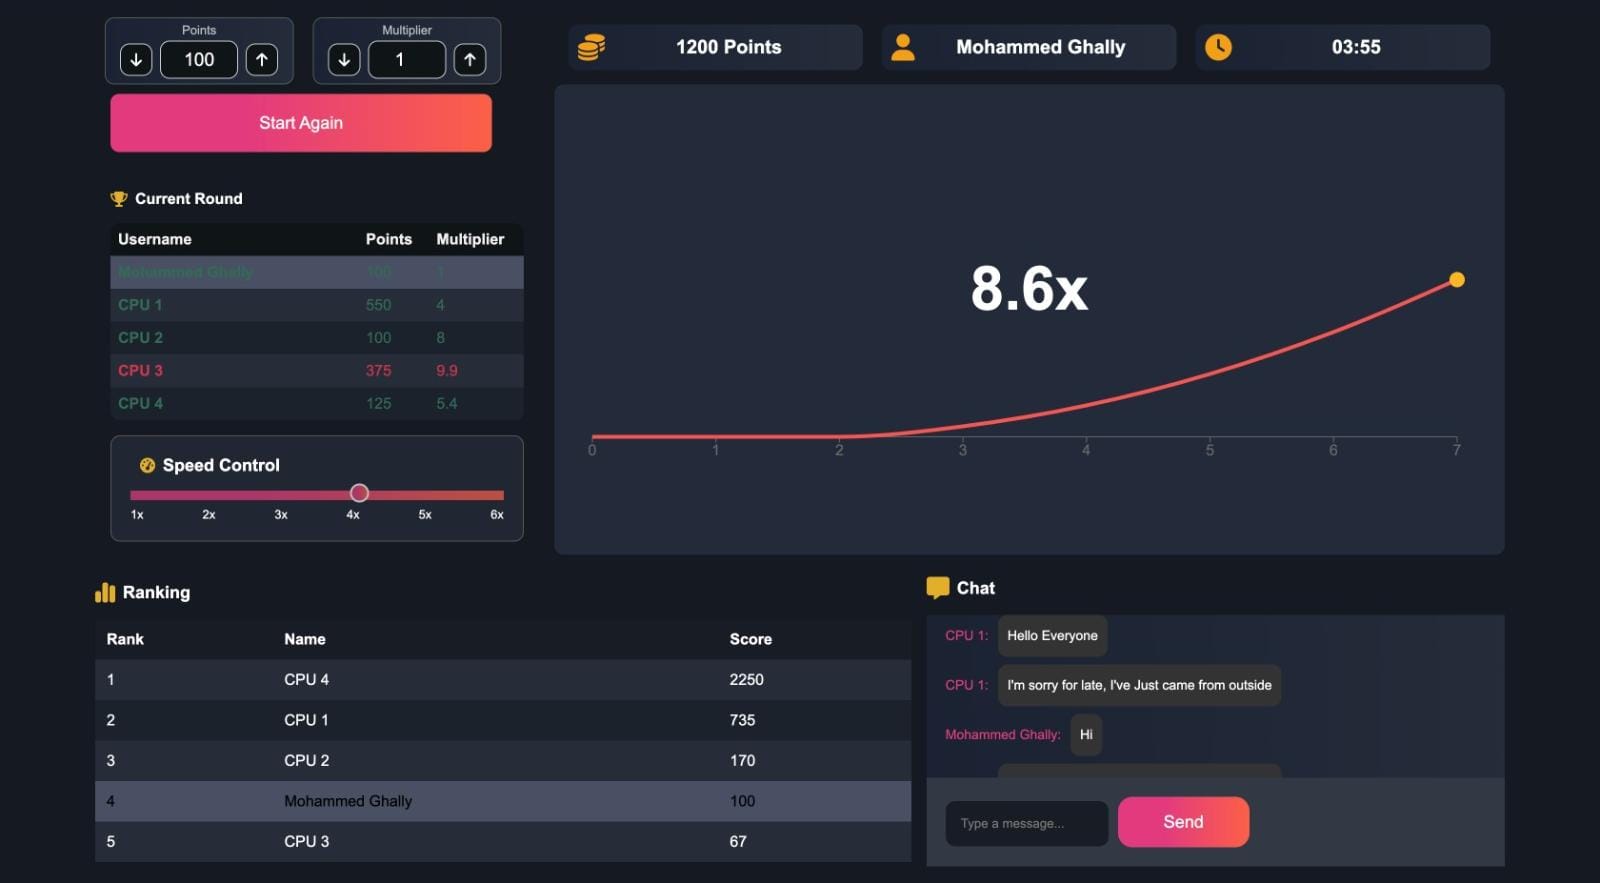 Points
100
Multiplier
1
Start Again
1200 Points
Mohammed Ghally
03:55
Current Round
Username Points Multiplier
Mohammed Ghally 100 1
CPU 1 550 4
CPU 2 100 8
CPU 3 375 9.9
CPU 4 125 5.4
Speed Control
1x 2x 3x 4x 5x 6x
8.6x
0 1 2 3 4 5 6 7
Ranking
Rank Name Score
1 CPU 4 2250
2 CPU 1 735
3 CPU 2 170
4 Mohammed Ghally 100
5 CPU 3 67
Chat
CPU 1: Hello Everyone
CPU 1: I'm sorry for late, I've Just came from outside
Mohammed Ghally: Hi
Type a message...
Send